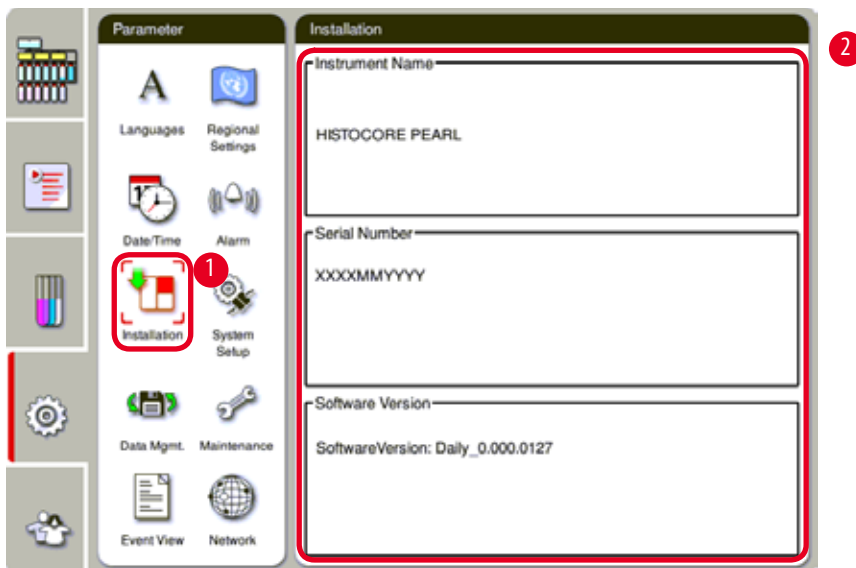 Parameter
Languages
Regional
Settings
Date/Time
Alarm
Installation
System
Setup
Data Mgmt.
Maintenance
Event View
Network
1
Installation
Instrument Name
HISTOCORE PEARL
Serial Number
XXXXMMYYYY
Software Version
SoftwareVersion: Daily_0.000.0127
2